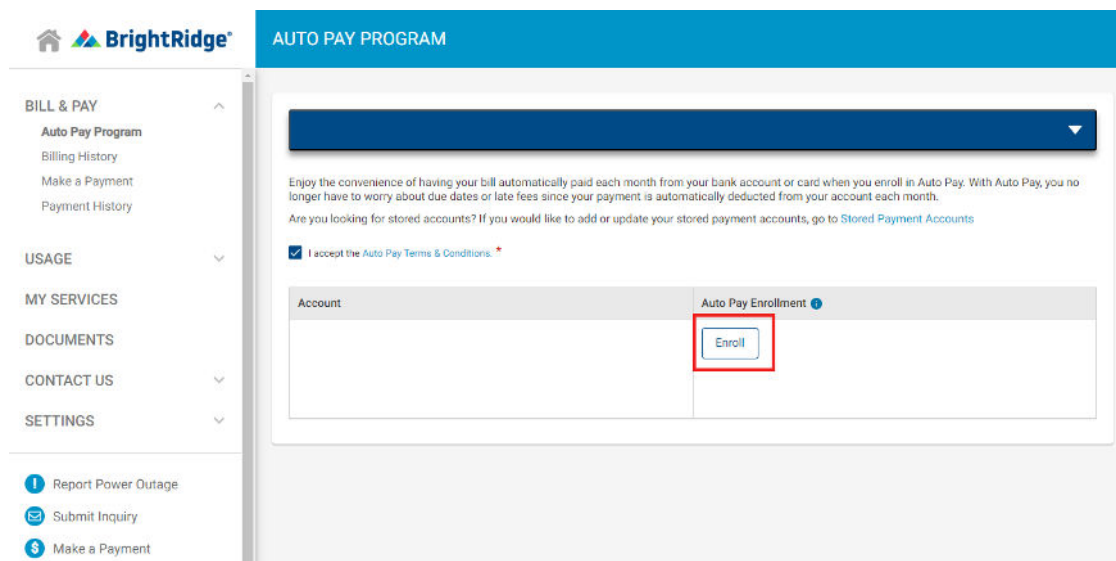 BrightRidge®
AUTO PAY PROGRAM
BILL & PAY
Auto Pay Program
Billing History
Make a Payment
Payment History
USAGE
MY SERVICES
DOCUMENTS
CONTACT US
SETTINGS
Report Power Outage
Submit Inquiry
Make a Payment
Enjoy the convenience of having your bill automatically paid each month from your bank account or card when you enroll in Auto Pay. With Auto Pay, you no
longer have to worry about due dates or late fees since your payment is automatically deducted from your account each month.
Are you looking for stored accounts? If you would like to add or update your stored payment accounts, go to Stored Payment Accounts
I accept the Auto Pay Terms & Conditions. *
Account
Auto Pay Enrollment
Enroll